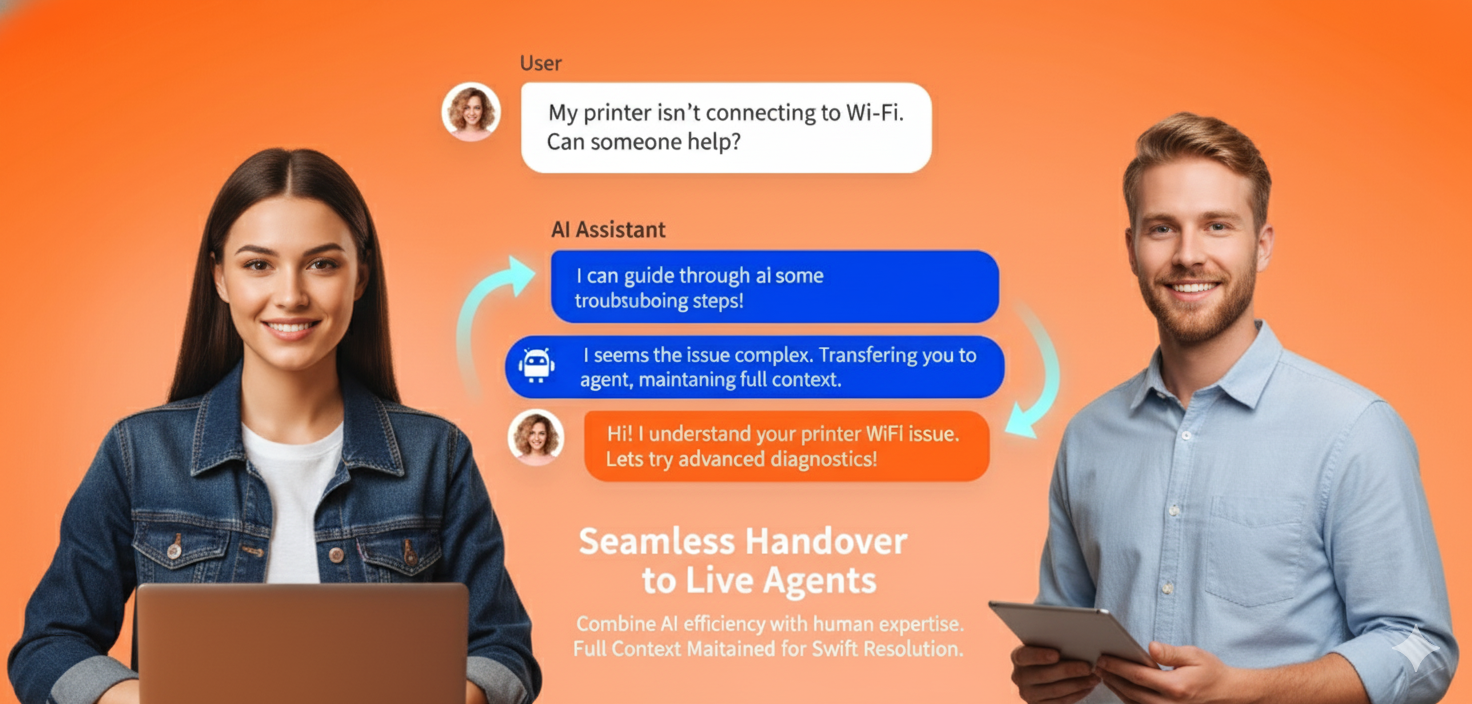 User
My printer isn’t connecting to Wi-Fi.
Can someone help?
AI Assistant
I can guide through ai some
troubsuboing steps!
I seems the issue complex. Transfering you to
agent, maintaning full context.
Hi! I understand your printer WiFI issue.
Lets try advanced diagnostics!
Seamless Handover
to Live Agents
Combine AI efficiency with human expertise.
Full Context Maitained for Swift Resolution.